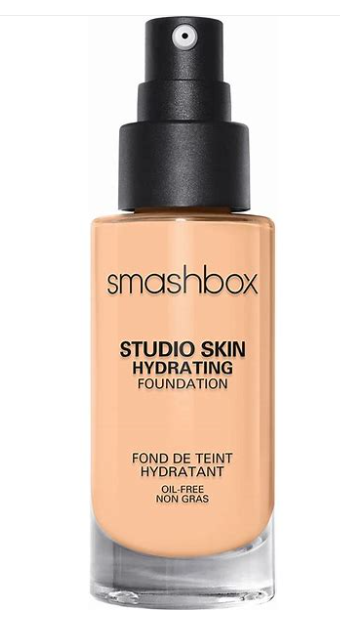 smashbox
STUDIO SKIN
HYDRATING
FOUNDATION
FOND DE TEINT
HYDRATANT
OIL-FREE
NON GRAS